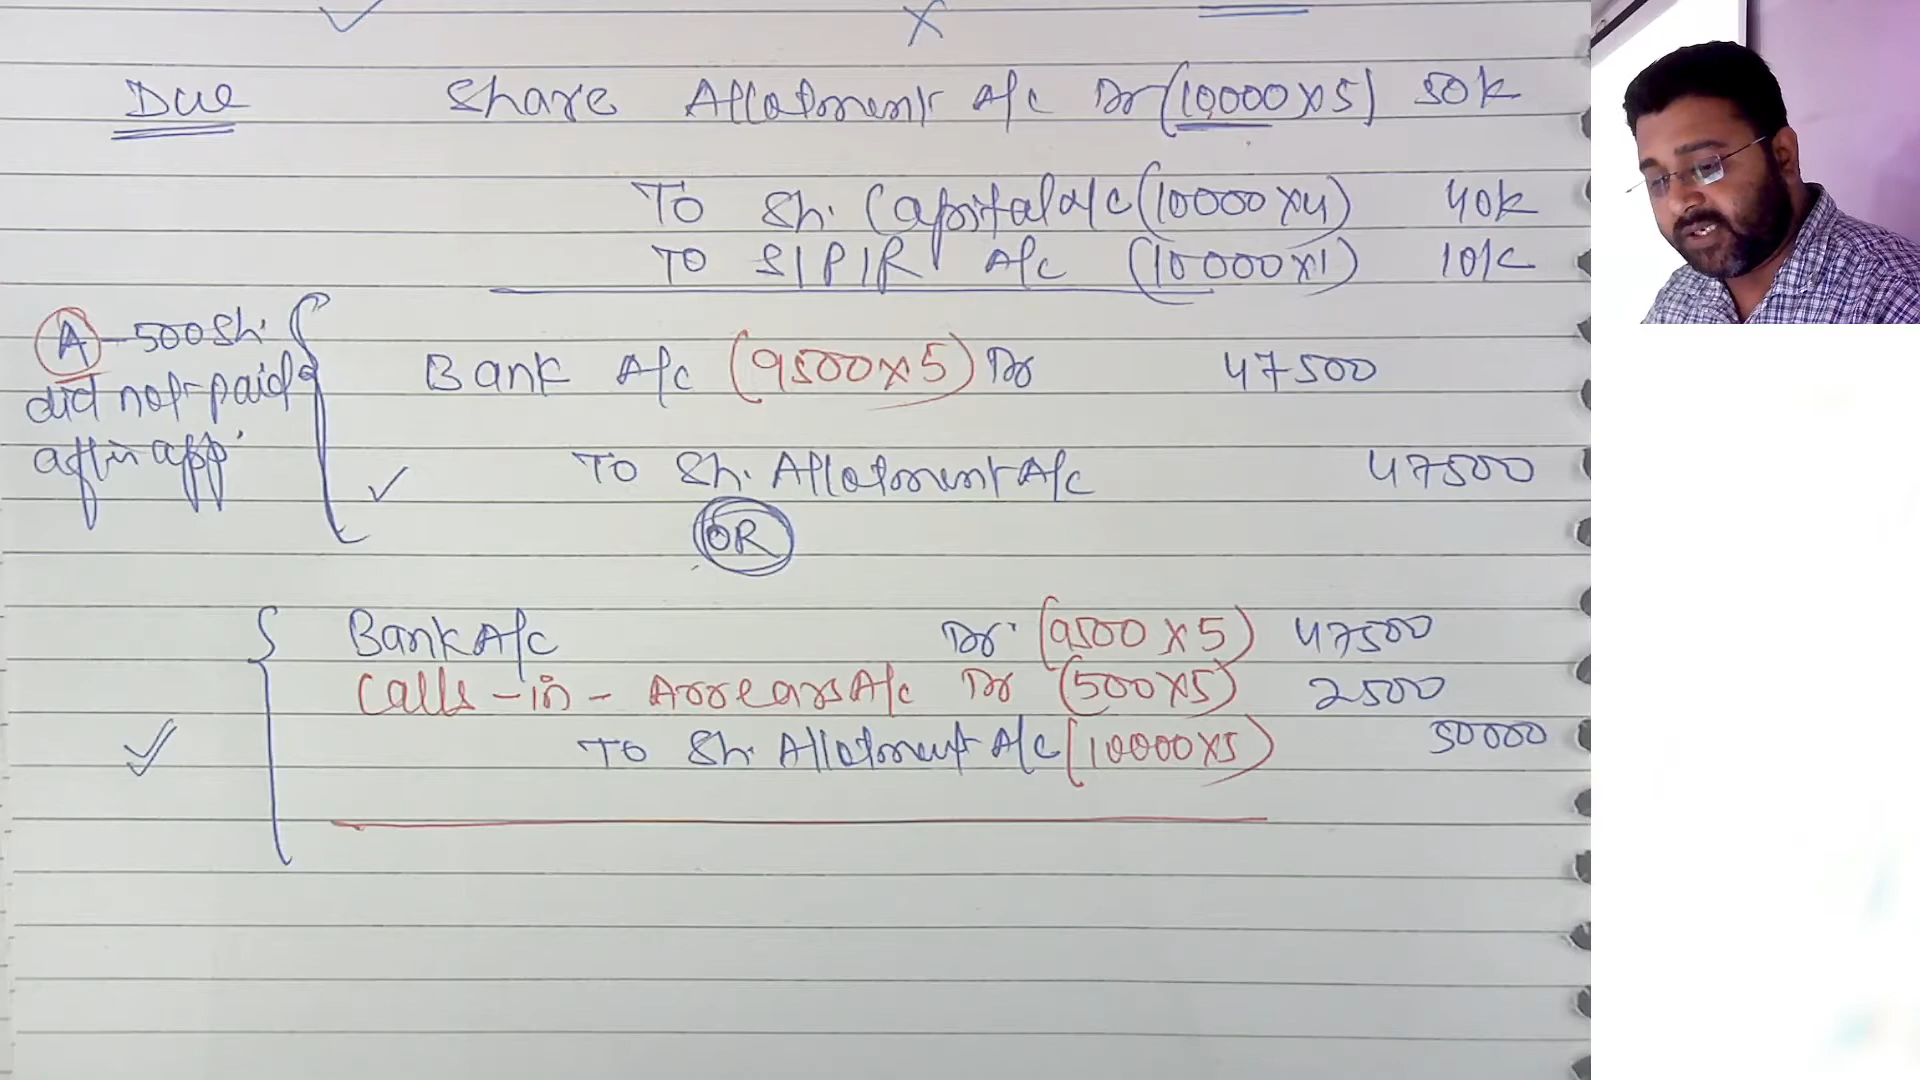 Due Share Allotment A/c Dr (10,000x5) 50k
To Sh. Capital a/c (10000x4) 40k
To S/P/R A/c (10000x1) 10k
A - 500 Sh.
did not paid
after app.
Bank A/c (9500x5) Dr 47500
To Sh. Allotment A/c 47500
OR
Bank A/c Dr. (9500x5) 47500
Calls-in-Arrears A/c Dr (500x5) 2500
To Sh. Allotment A/c (10000x5) 50000